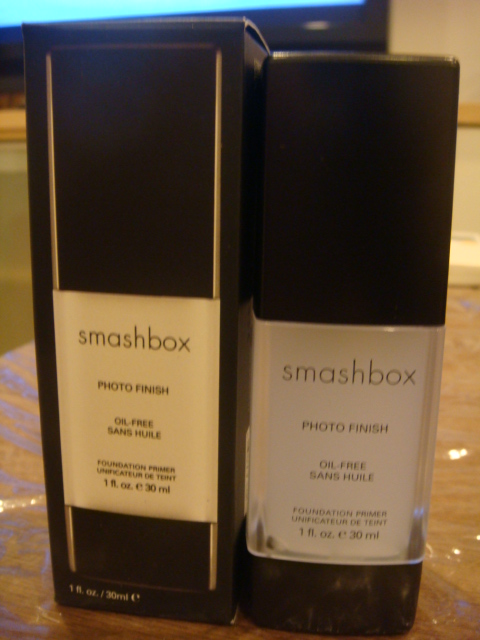 smashbox
PHOTO FINISH
OIL-FREE
SANS HUILE
FOUNDATION PRIMER
UNIFICATEUR DE TEINT
1 fl. oz. ℮ 30 ml
1 fl. oz. / 30ml ℮
smashbox
PHOTO FINISH
OIL-FREE
SANS HUILE
FOUNDATION PRIMER
UNIFICATEUR DE TEINT
1 fl. oz. ℮ 30 ml